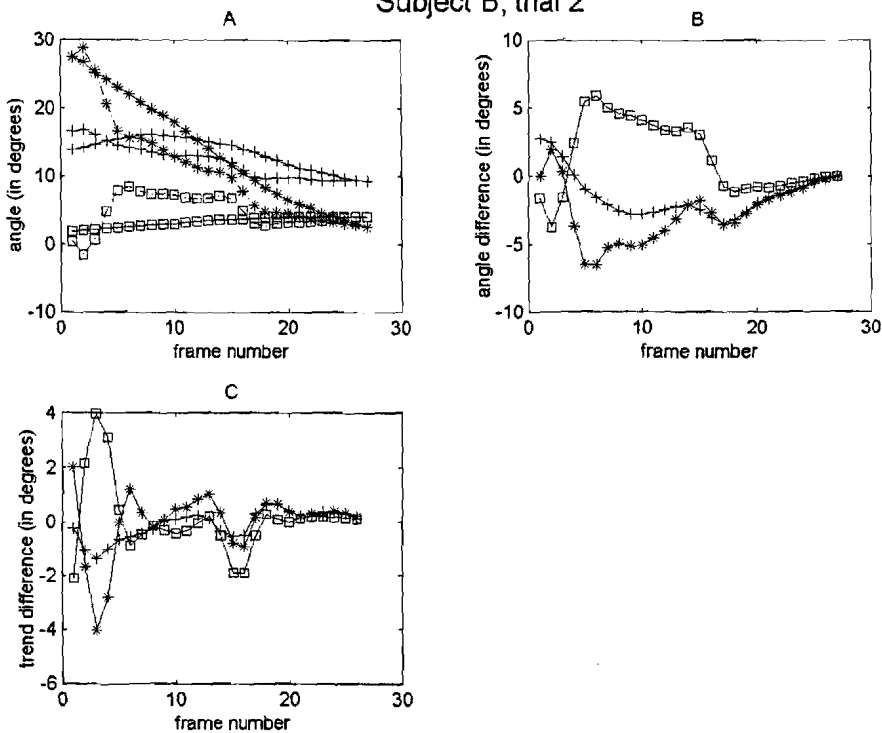 Subject B, trial 2
A
30
20
10
0
-10
angle (in degrees)
0
10
20
30
frame number
B
10
5
0
-5
-10
angle difference (in degrees)
0
10
20
30
frame number
C
4
2
0
-2
-4
-6
trend difference (in degrees)
0
10
20
30
frame number